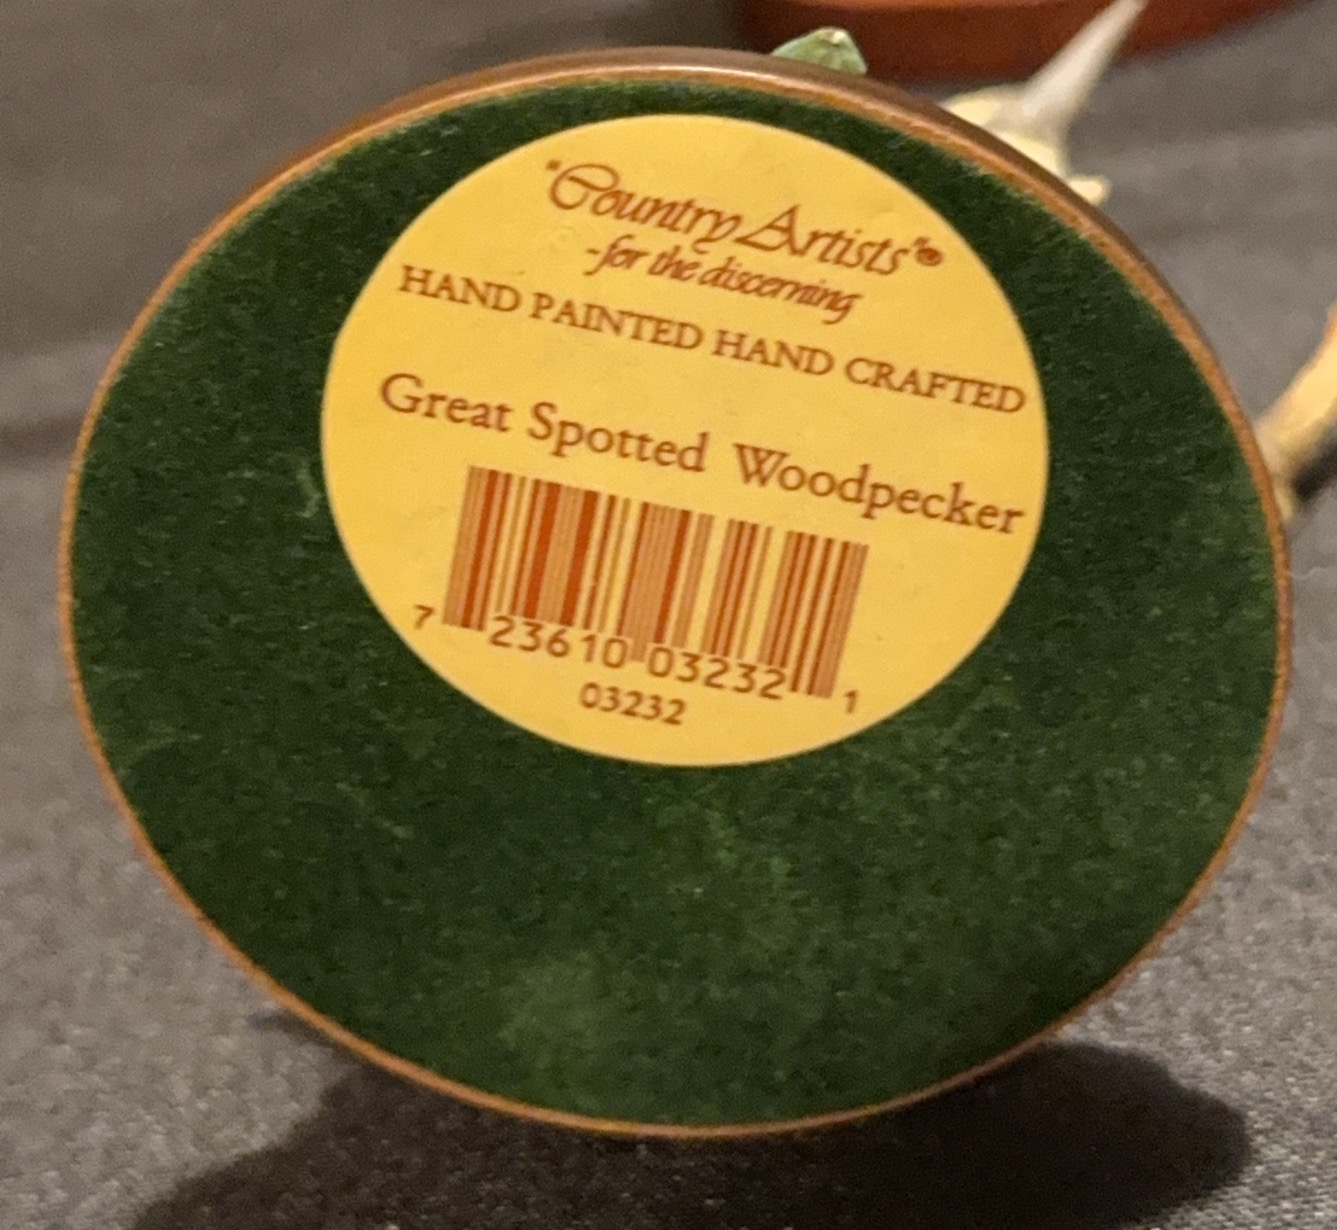 "Country Artists"®
-for the discerning
HAND PAINTED HAND CRAFTED
Great Spotted Woodpecker
7 23610 03232 1
03232